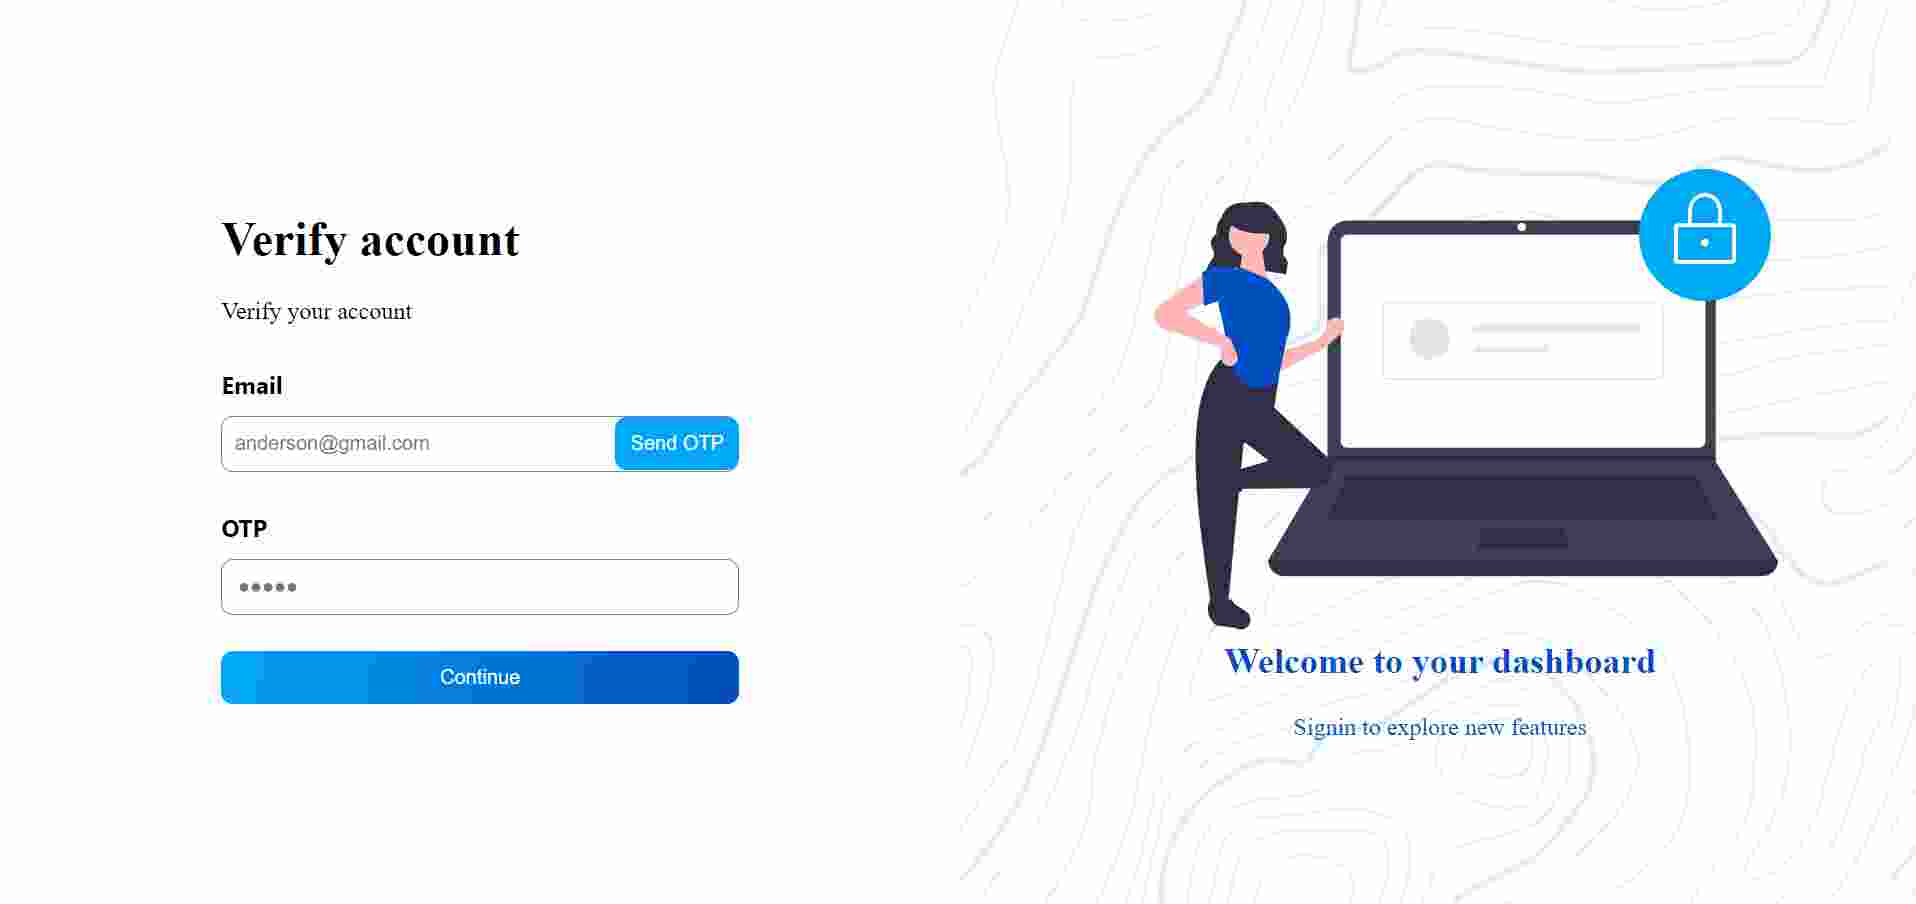 Verify account
Verify your account
Email
anderson@gmail.com
Send OTP
OTP
Continue
Welcome to your dashboard
Signin to explore new features